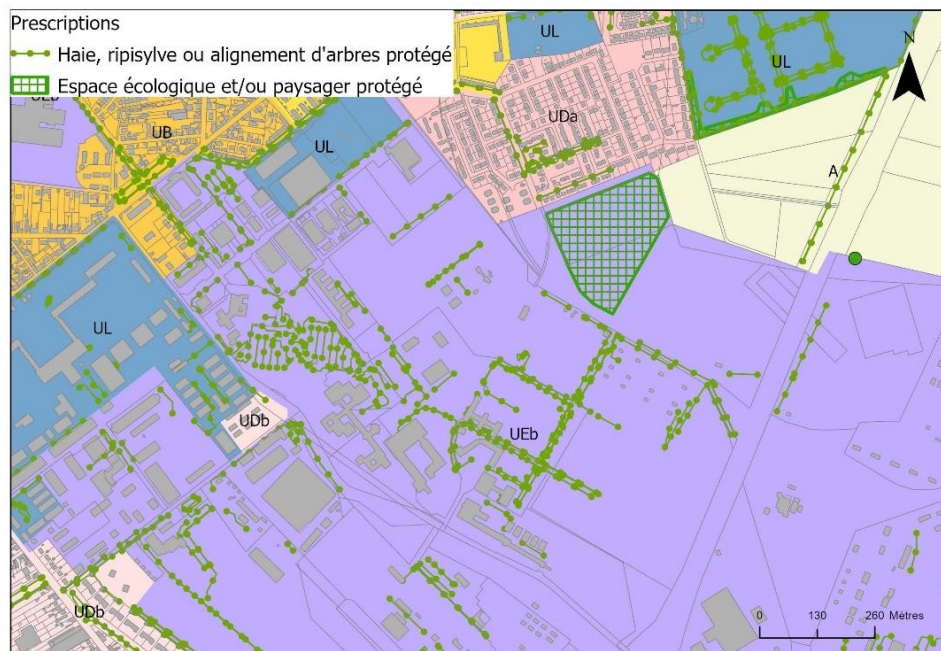 Prescriptions
Haie, ripisylve ou alignement d'arbres protégé
Espace écologique et/ou paysager protégé
UL
N
UL
UEb
UB
UDa
UL
A
UL
UDb
UEb
UDb
0 130 260 Mètres